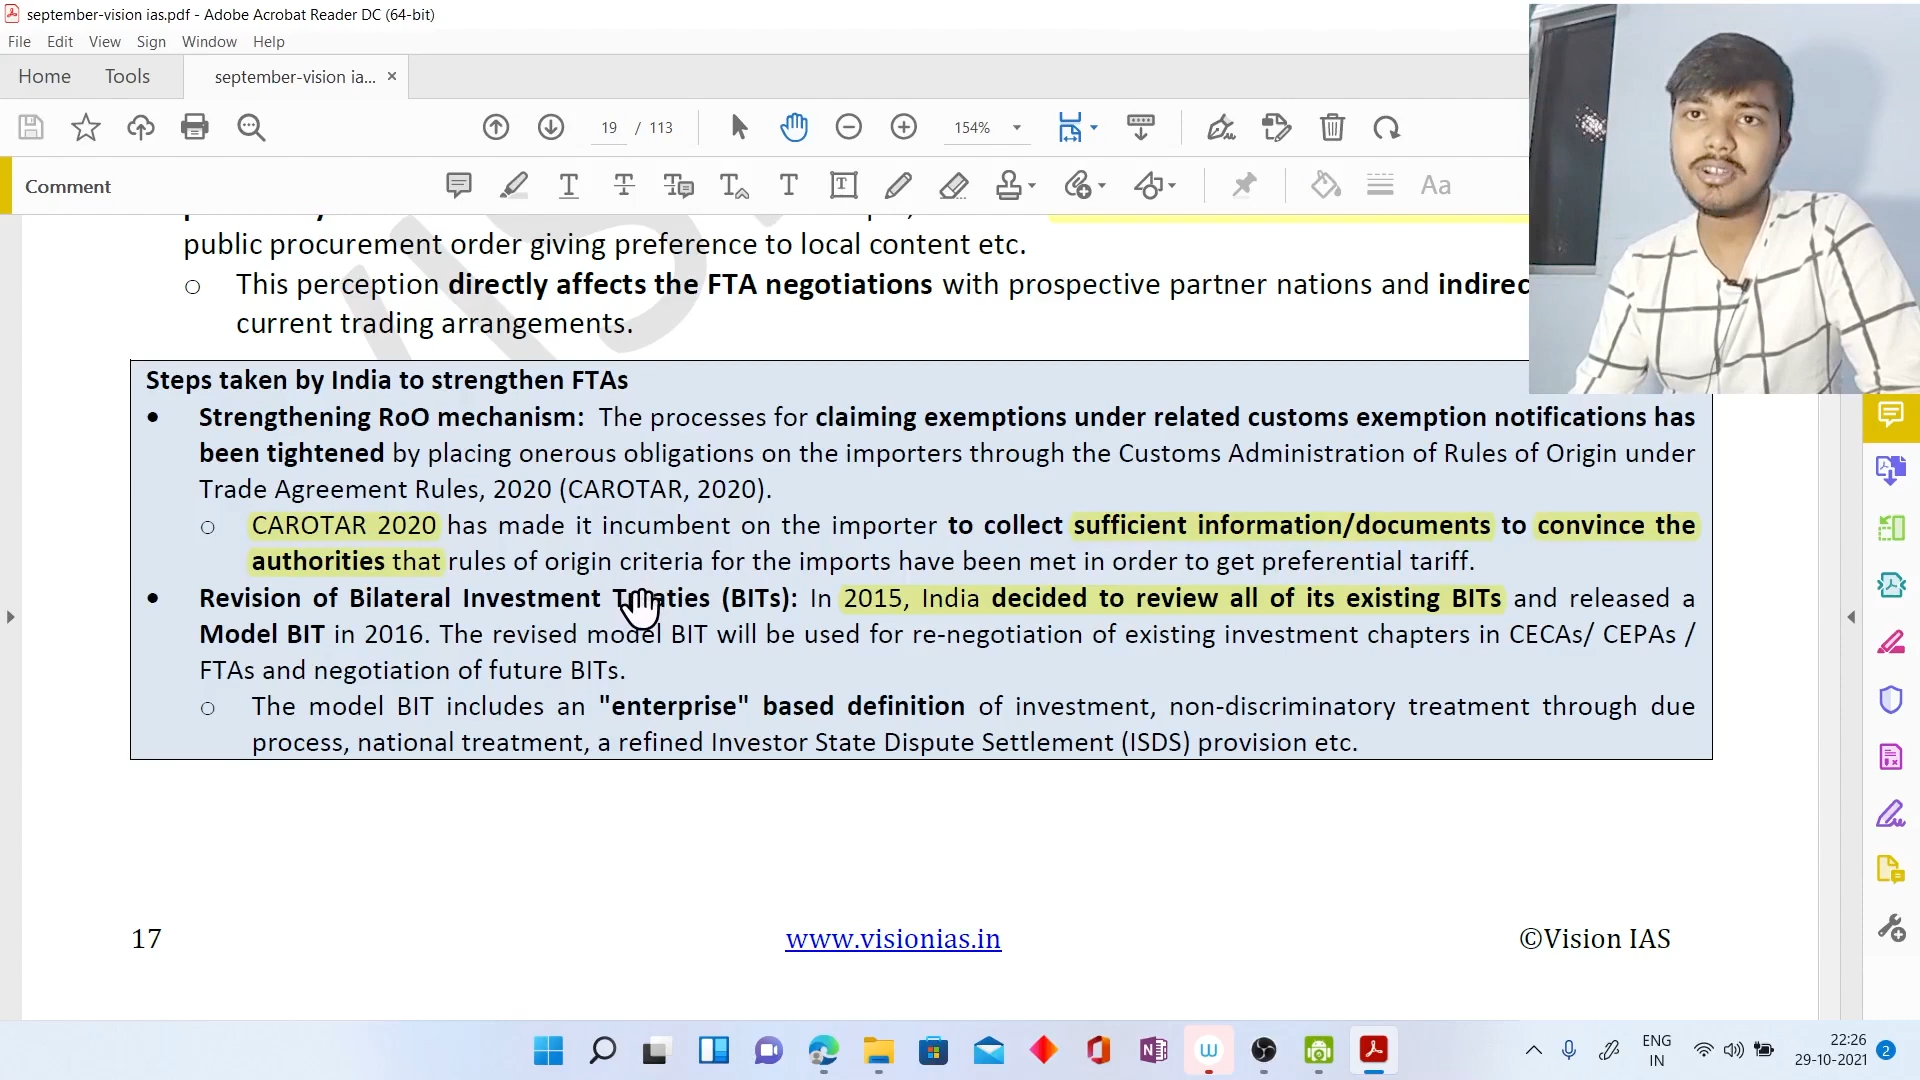 september-vision ias.pdf - Adobe Acrobat Reader DC (64-bit)
File Edit View Sign Window Help
Home Tools september-vision ia... ×
19 / 113 154%
Comment Aa
public procurement order giving preference to local content etc.
○ This perception directly affects the FTA negotiations with prospective partner nations and indirec
current trading arrangements.
Steps taken by India to strengthen FTAs
• Strengthening RoO mechanism: The processes for claiming exemptions under related customs exemption notifications has
been tightened by placing onerous obligations on the importers through the Customs Administration of Rules of Origin under
Trade Agreement Rules, 2020 (CAROTAR, 2020).
○ CAROTAR 2020 has made it incumbent on the importer to collect sufficient information/documents to convince the
authorities that rules of origin criteria for the imports have been met in order to get preferential tariff.
• Revision of Bilateral Investment Treaties (BITs): In 2015, India decided to review all of its existing BITs and released a
Model BIT in 2016. The revised model BIT will be used for re-negotiation of existing investment chapters in CECAs/ CEPAs /
FTAs and negotiation of future BITs.
○ The model BIT includes an "enterprise" based definition of investment, non-discriminatory treatment through due
process, national treatment, a refined Investor State Dispute Settlement (ISDS) provision etc.
17 www.visionias.in ©Vision IAS
ENG
IN
22:26
29-10-2021
2